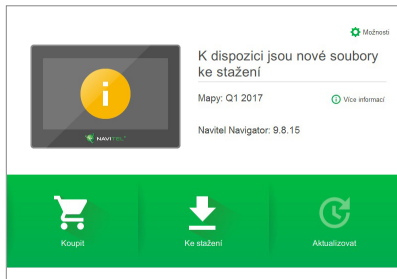 Možnosti
K dispozici jsou nové soubory
ke stažení
Mapy: Q1 2017
Více informací
Navitel Navigator: 9.8.15
NAVITEL
Koupit
Ke stažení
Aktualizovat